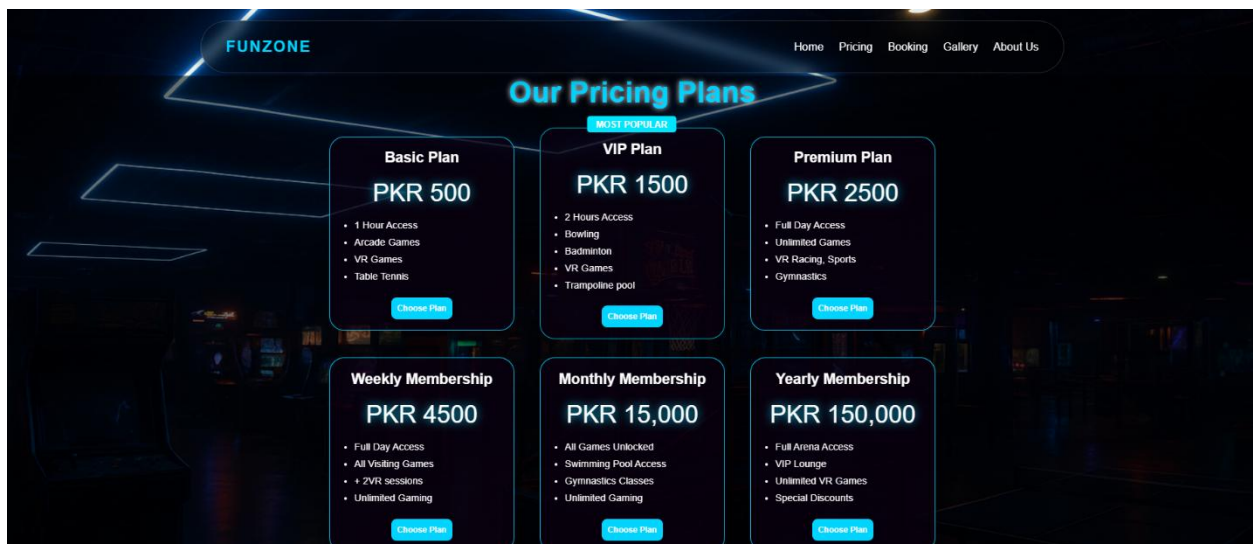 FUNZONE
Home Pricing Booking Gallery About Us
Our Pricing Plans
Basic Plan
PKR 500
1 Hour Access
Arcade Games
VR Games
Table Tennis
Choose Plan
MOST POPULAR
VIP Plan
PKR 1500
2 Hours Access
Bowling
Badminton
VR Games
Trampoline pool
Choose Plan
Premium Plan
PKR 2500
Full Day Access
Unlimited Games
VR Racing, Sports
Gymnastics
Choose Plan
Weekly Membership
PKR 4500
Full Day Access
All Visiting Games
+ 2VR sessions
Unlimited Gaming
Choose Plan
Monthly Membership
PKR 15,000
All Games Unlocked
Swimming Pool Access
Gymnastics Classes
Unlimited Gaming
Choose Plan
Yearly Membership
PKR 150,000
Full Arena Access
VIP Lounge
Unlimited VR Games
Special Discounts
Choose Plan